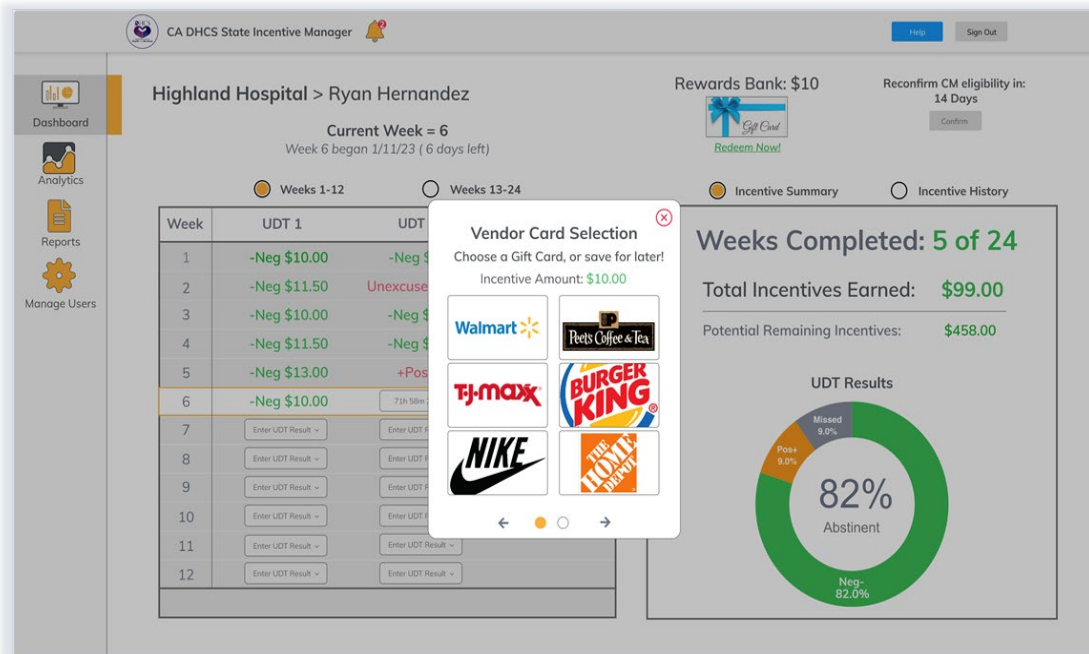 DHCS
CA DHCS State Incentive Manager
2
Help
Sign Out
Dashboard
Analytics
Reports
Manage Users
Highland Hospital > Ryan Hernandez
Current Week = 6
Week 6 began 1/11/23 ( 6 days left)
Rewards Bank: $10
Gift Card
Redeem Now!
Reconfirm CM eligibility in:
14 Days
Confirm
Weeks 1-12
Weeks 13-24
Incentive Summary
Incentive History
Week UDT 1 UDT
1 -Neg $10.00 -Neg $
2 -Neg $11.50 Unexcuse
3 -Neg $10.00 -Neg $
4 -Neg $11.50 -Neg $
5 -Neg $13.00 +Pos
6 -Neg $10.00 71h 58m
7 Enter UDT Result Enter UDT
8 Enter UDT Result Enter UDT
9 Enter UDT Result Enter UDT
10 Enter UDT Result Enter UDT
11 Enter UDT Result Enter UDT Result
12 Enter UDT Result Enter UDT Result
Vendor Card Selection
Choose a Gift Card, or save for later!
Incentive Amount: $10.00
Walmart
P
Peet's Coffee & Tea
T·J·maxx
BURGER
KING
NIKE
THE
HOME
DEPOT
Weeks Completed: 5 of 24
Total Incentives Earned: $99.00
Potential Remaining Incentives: $458.00
UDT Results
Missed
9.0%
Pos+
9.0%
82%
Abstinent
Neg-
82.0%